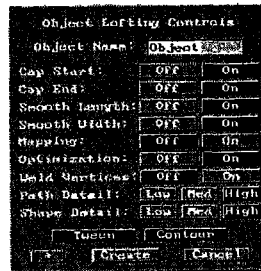 Object Lofting Controls
Object Name: Object
Cap Start: Off On
Cap End: Off On
Smooth Length: Off On
Smooth Width: Off On
Mapping: Off On
Optimization: Off On
Weld Vertices: Off On
Path Detail: Low Med High
Shape Detail: Low Med High
Tween Contour
Create Cancel